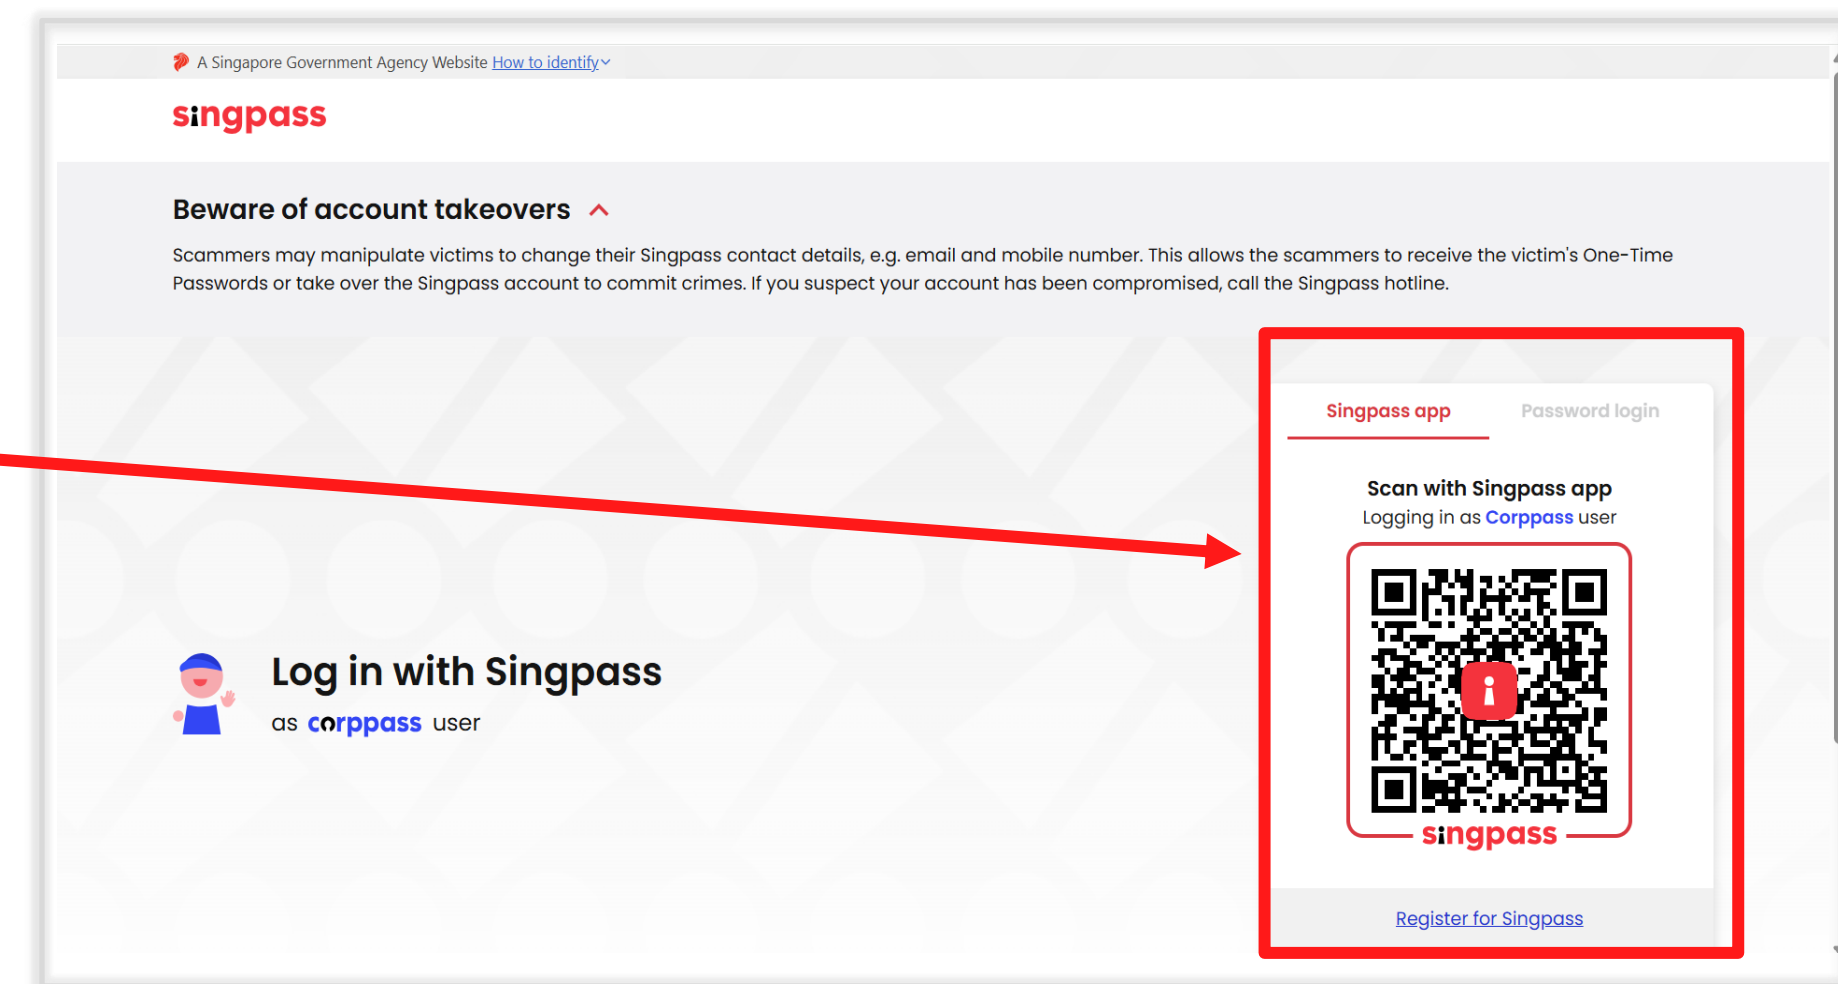 A Singapore Government Agency Website How to identify
singpass
Beware of account takeovers
Scammers may manipulate victims to change their Singpass contact details, e.g. email and mobile number. This allows the scammers to receive the victim's One-Time
Passwords or take over the Singpass account to commit crimes. If you suspect your account has been compromised, call the Singpass hotline.
Singpass app Password login
Scan with Singpass app
Logging in as Corppass user
singpass
Register for Singpass
Log in with Singpass
as corppass user